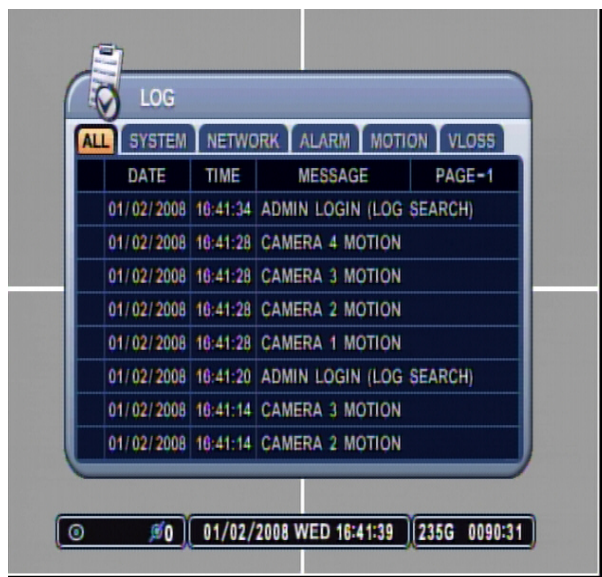 LOG
ALL SYSTEM NETWORK ALARM MOTION VLOSS
DATE TIME MESSAGE PAGE-1
01/02/2008 16:41:34 ADMIN LOGIN (LOG SEARCH)
01/02/2008 16:41:28 CAMERA 4 MOTION
01/02/2008 16:41:28 CAMERA 3 MOTION
01/02/2008 16:41:28 CAMERA 2 MOTION
01/02/2008 16:41:28 CAMERA 1 MOTION
01/02/2008 16:41:20 ADMIN LOGIN (LOG SEARCH)
01/02/2008 16:41:14 CAMERA 3 MOTION
01/02/2008 16:41:14 CAMERA 2 MOTION
0 01/02/2008 WED 16:41:39 235G 0090:31